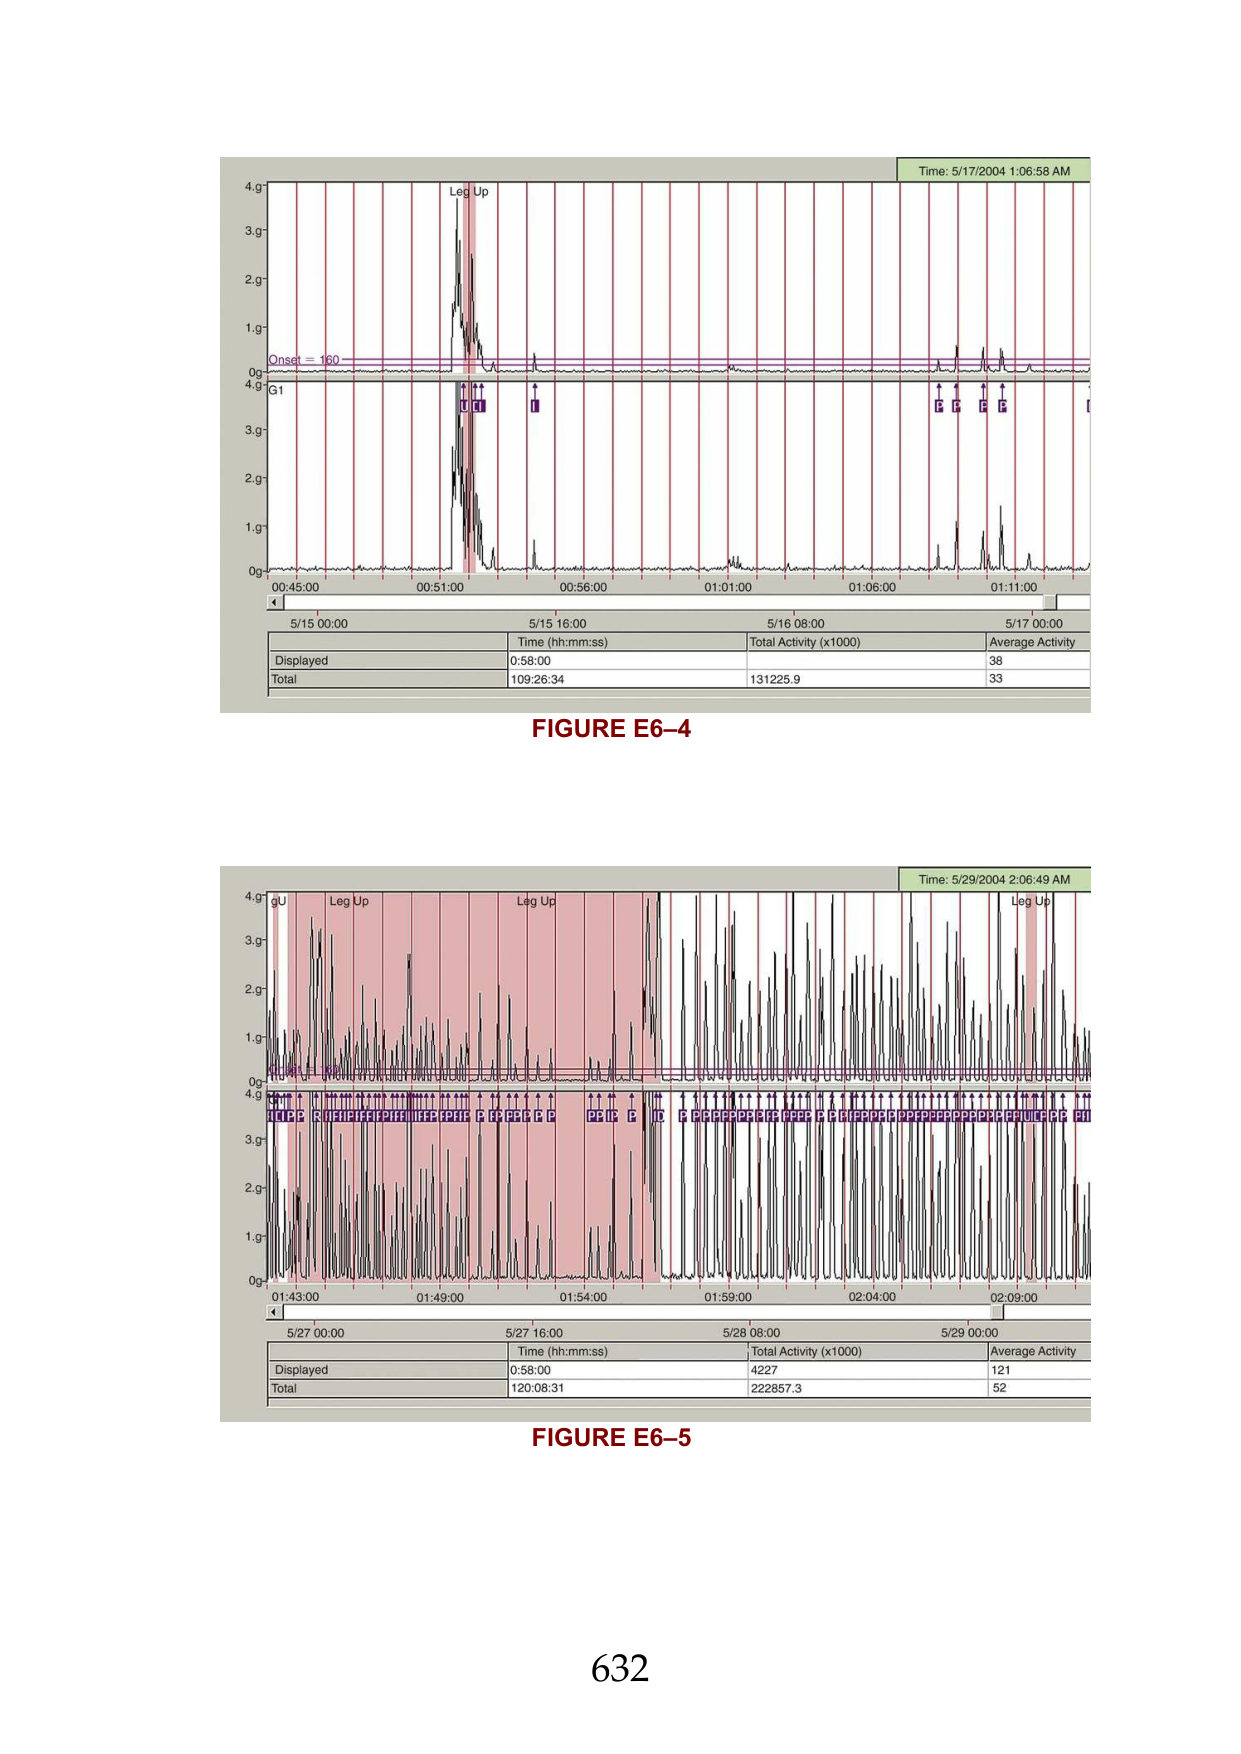 Time: 5/17/2004 1:06:58 AM
4.g
Leg Up
3.g
2.g
1.g
Onset = 160
0g
4.g
G1
3.g
2.g
1.g
0g
U
I
P P P P
00:45:00 00:51:00 00:56:00 01:01:00 01:06:00 01:11:00
5/15 00:00 5/15 16:00 5/16 08:00 5/17 00:00
Time (hh:mm:ss) Total Activity (x1000) Average Activity
Displayed 0:58:00 38
Total 109:26:34 131225.9 33
FIGURE E6–4
Time: 5/29/2004 2:06:49 AM
4.g
gU Leg Up Leg Up Leg Up
3.g
2.g
1.g
0g
4.g
3.g
2.g
1.g
0g
01:43:00 01:49:00 01:54:00 01:59:00 02:04:00 02:09:00
5/27 00:00 5/27 16:00 5/28 08:00 5/29 00:00
Time (hh:mm:ss) Total Activity (x1000) Average Activity
Displayed 0:58:00 4227 121
Total 120:08:31 222857.3 52
FIGURE E6–5
632